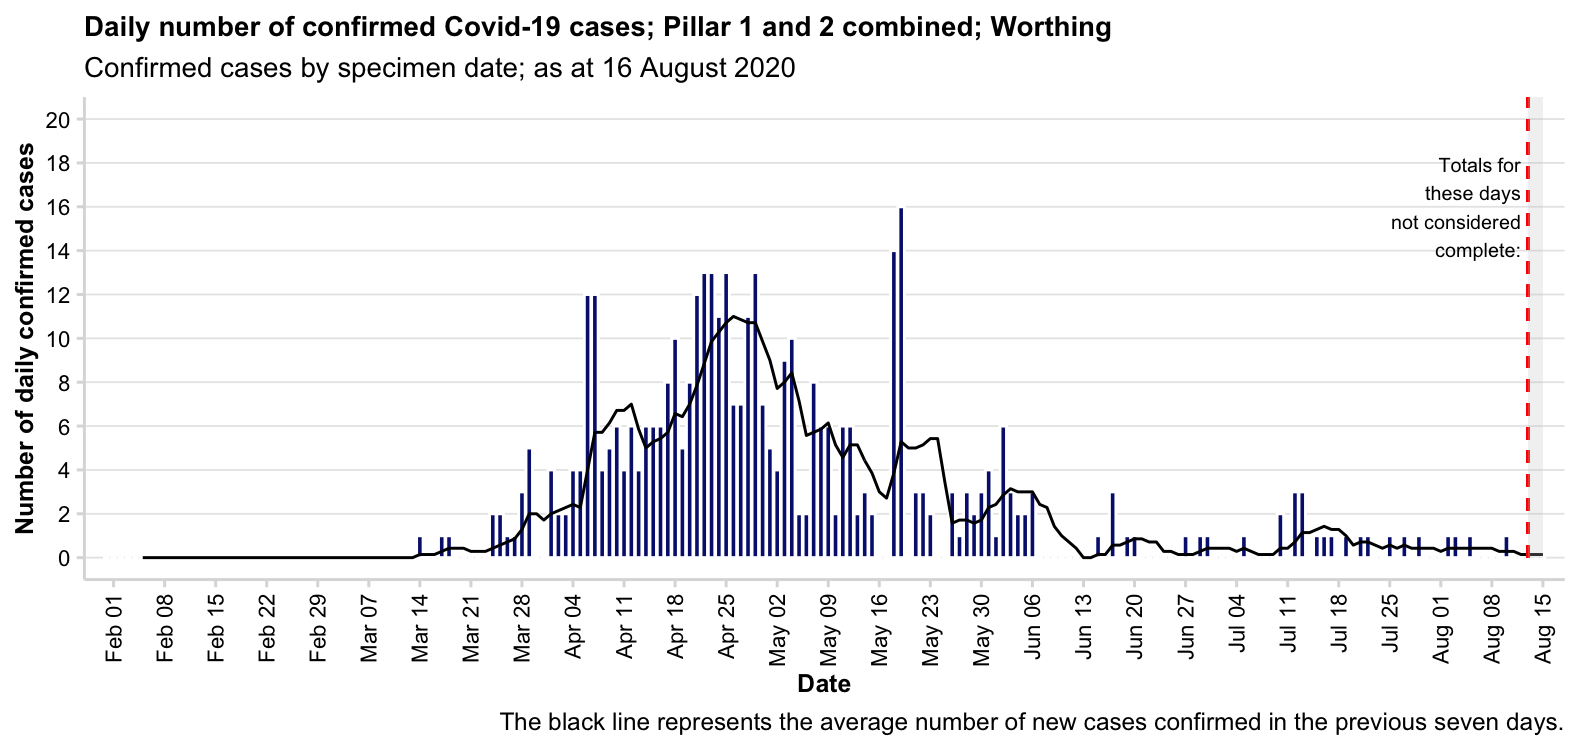 Daily number of confirmed Covid-19 cases; Pillar 1 and 2 combined; Worthing
Confirmed cases by specimen date; as at 16 August 2020
Number of daily confirmed cases
20
18
16
14
12
10
8
6
4
2
0
Totals for
these days
not considered
complete:
Feb 01
Feb 08
Feb 15
Feb 22
Feb 29
Mar 07
Mar 14
Mar 21
Mar 28
Apr 04
Apr 11
Apr 18
Apr 25
May 02
May 09
May 16
May 23
May 30
Jun 06
Jun 13
Jun 20
Jun 27
Jul 04
Jul 11
Jul 18
Jul 25
Aug 01
Aug 08
Aug 15
Date
The black line represents the average number of new cases confirmed in the previous seven days.